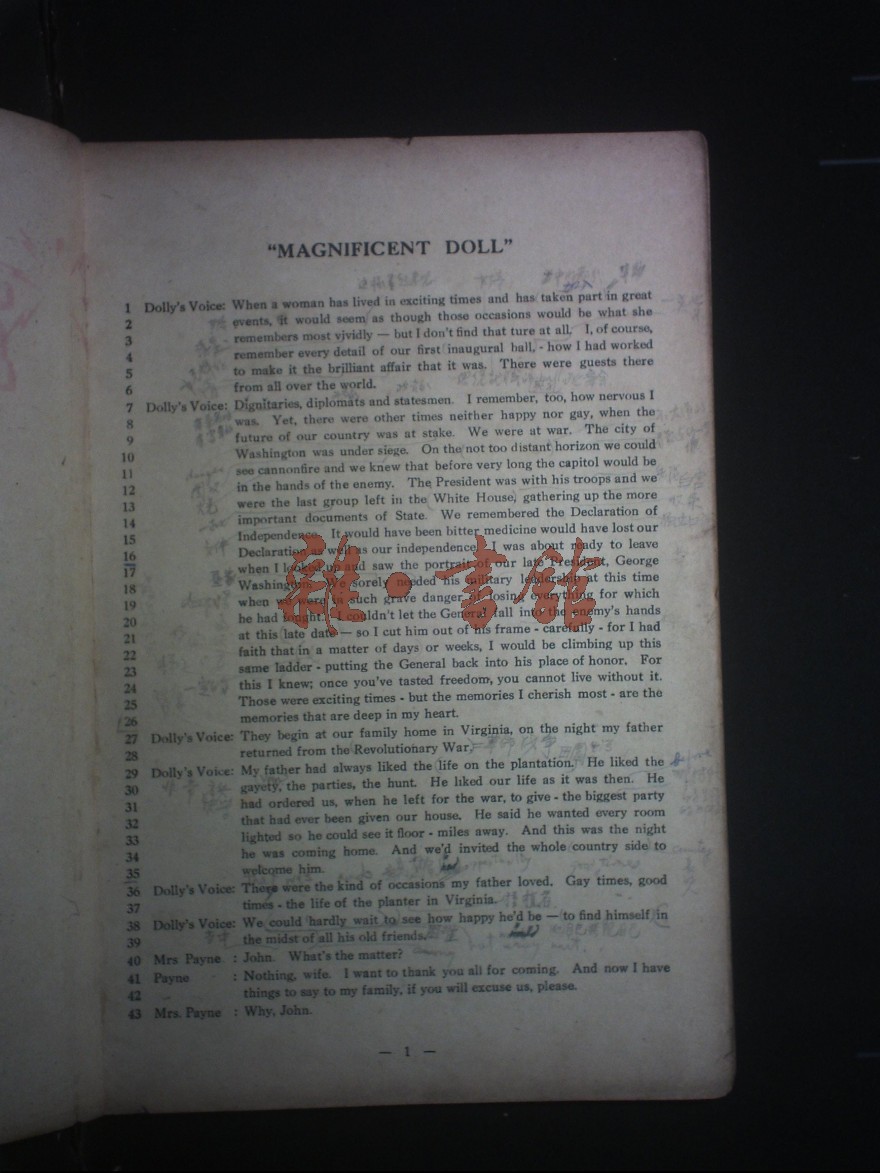 "MAGNIFICENT DOLL"
1 Dolly's Voice: When a woman has lived in exciting times and has taken part in great
2 events, it would seem as though those occasions would be what she
3 remembers most vividly — but I don't find that ture at all. I, of course,
4 remember every detail of our first inaugural ball, - how I had worked
5 to make it the brilliant affair that it was. There were guests there
6 from all over the world.
7 Dolly's Voice: Dignitaries, diplomats and statesmen. I remember, too, how nervous I
8 was. Yet, there were other times neither happy nor gay, when the
9 future of our country was at stake. We were at war. The city of
10 Washington was under siege. On the not too distant horizon we could
11 see cannonfire and we knew that before very long the capitol would be
12 in the hands of the enemy. The President was with his troops and we
13 were the last group left in the White House, gathering up the more
14 important documents of State. We remembered the Declaration of
15 Independence. It would have been bitter medicine would have lost our
16 Declaration as well as our independence. I was about ready to leave
17 when I looked up and saw the portrait of our late President, George
18 Washington. We sorely needed his military leadership at this time
19 when we were in such grave danger of losing everything for which
20 he had fought. I couldn't let the General fall into the enemy's hands
21 at this late date — so I cut him out of his frame - carefully - for I had
22 faith that in a matter of days or weeks, I would be climbing up this
23 same ladder - putting the General back into his place of honor. For
24 this I knew; once you've tasted freedom, you cannot live without it.
25 Those were exciting times - but the memories I cherish most - are the
26 memories that are deep in my heart.
27 Dolly's Voice: They begin at our family home in Virginia, on the night my father
28 returned from the Revolutionary War.
29 Dolly's Voice: My father had always liked the life on the plantation. He liked the
30 gayety, the parties, the hunt. He liked our life as it was then. He
31 had ordered us, when he left for the war, to give - the biggest party
32 that had ever been given our house. He said he wanted every room
33 lighted so he could see it floor - miles away. And this was the night
34 he was coming home. And we'd invited the whole country side to
35 welcome him.
36 Dolly's Voice: There were the kind of occasions my father loved. Gay times, good
37 times - the life of the planter in Virginia.
38 Dolly's Voice: We could hardly wait to see how happy he'd be — to find himself in
39 the midst of all his old friends.
40 Mrs Payne : John. What's the matter?
41 Payne : Nothing, wife. I want to thank you all for coming. And now I have
42 things to say to my family, if you will excuse us, please.
43 Mrs. Payne : Why, John.
— 1 —
雜·書館